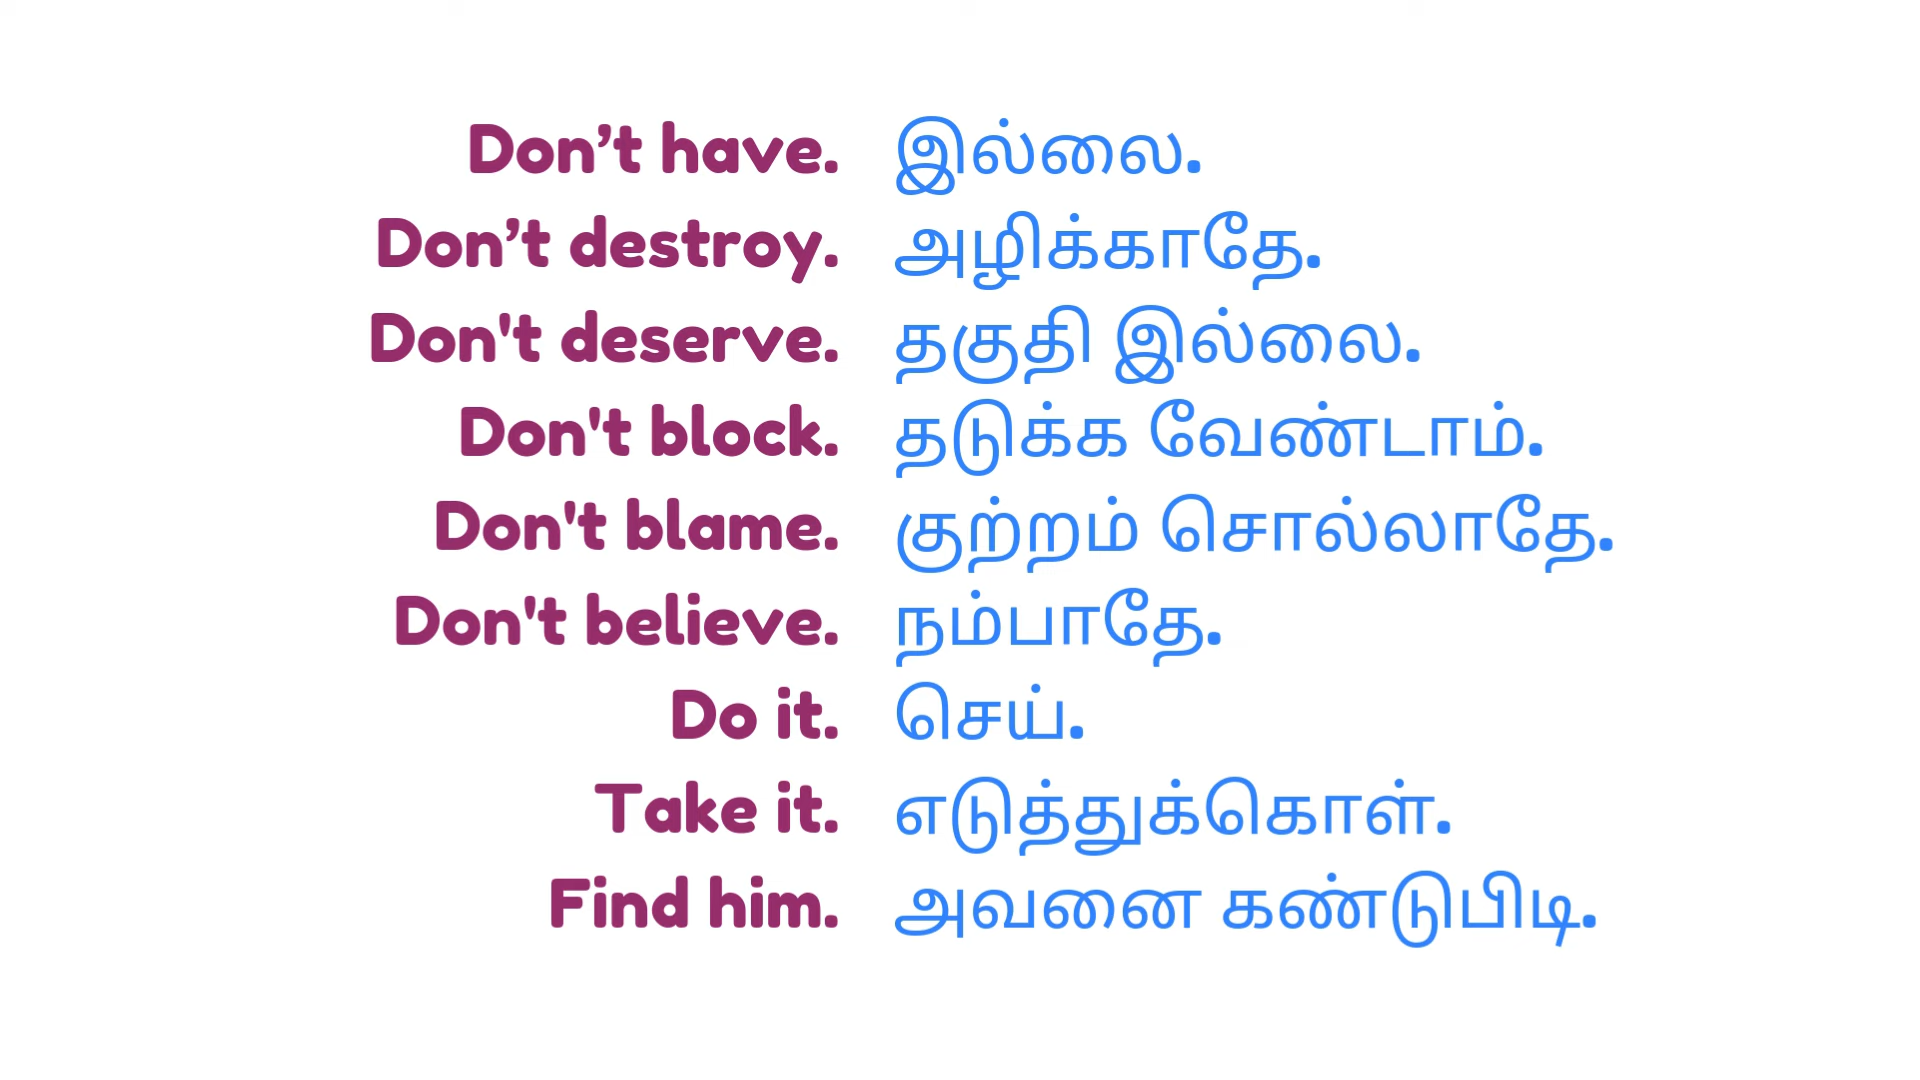 Don’t have. இல்லை.
Don’t destroy. அழிக்காதே.
Don't deserve. தகுதி இல்லை.
Don't block. தடுக்க வேண்டாம்.
Don't blame. குற்றம் சொல்லாதே.
Don't believe. நம்பாதே.
Do it. செய்.
Take it. எடுத்துக்கொள்.
Find him. அவனை கண்டுபிடி.